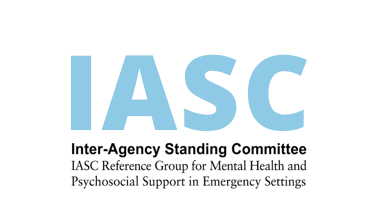 IASC
Inter-Agency Standing Committee
IASC Reference Group for Mental Health and
Psychosocial Support in Emergency Settings